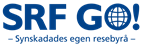 SRF GO!
– Synskadades egen resebyrå –